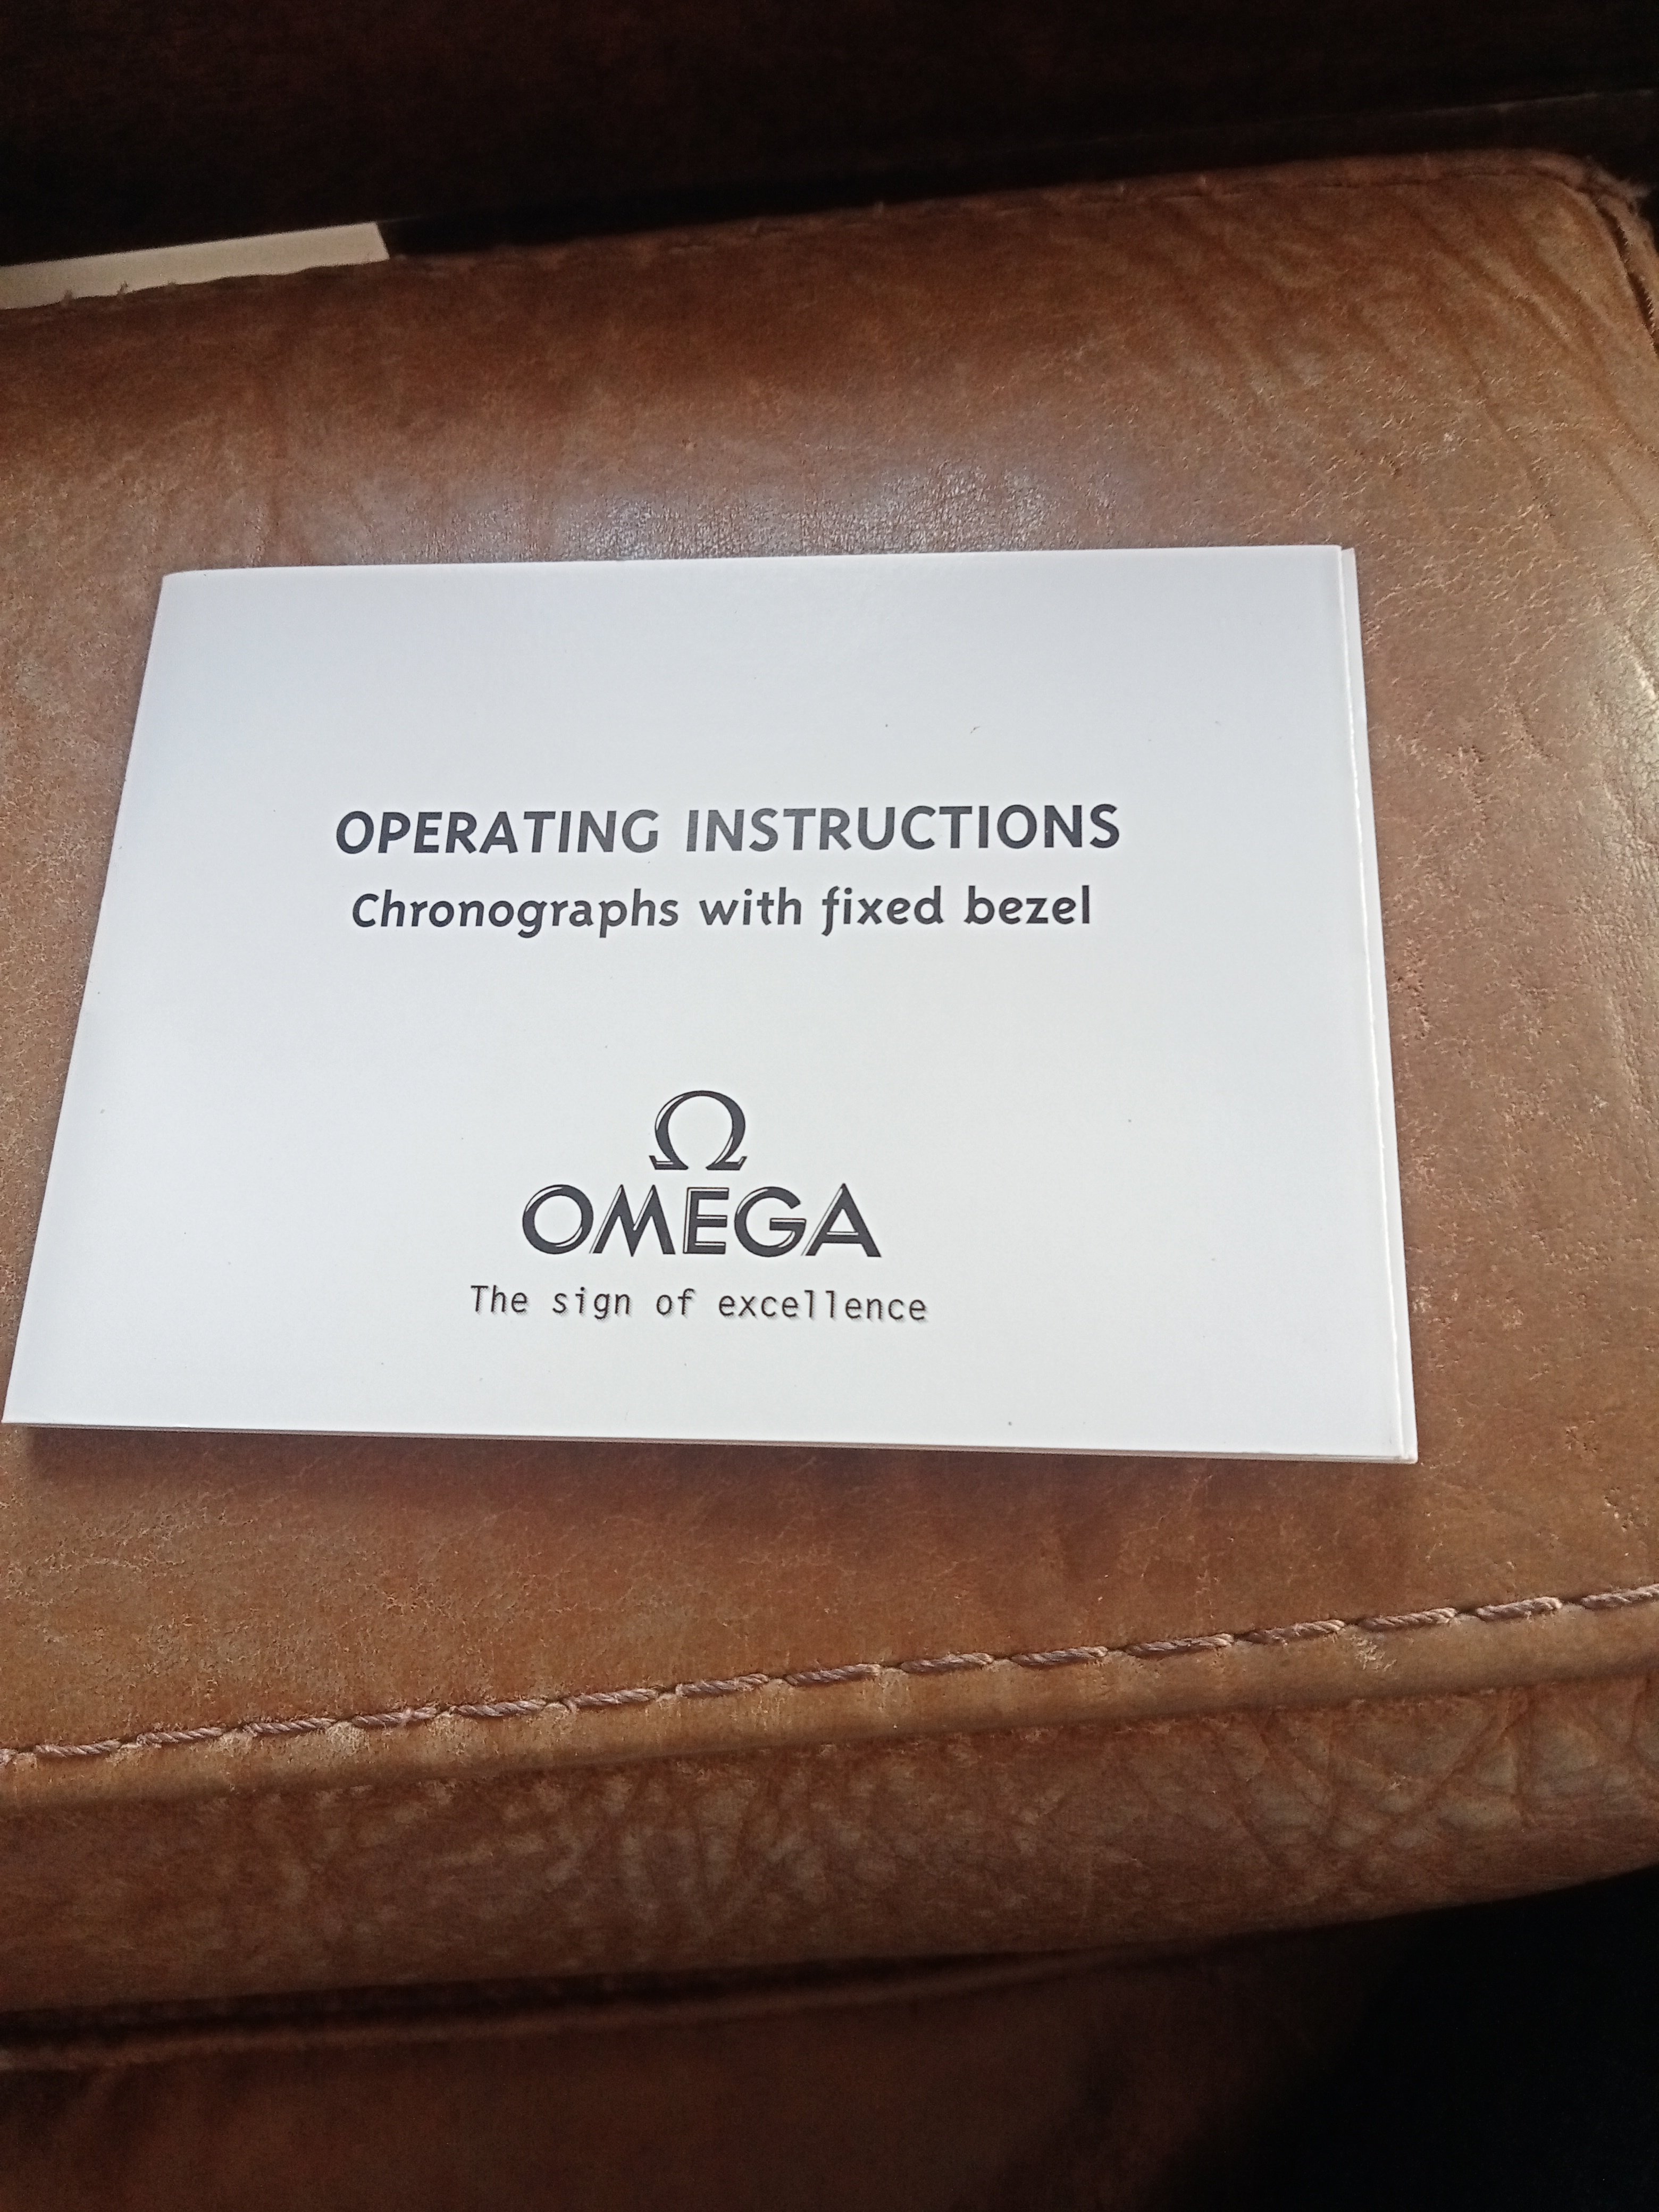 OPERATING INSTRUCTIONS
Chronographs with fixed bezel
Ω
OMEGA
The sign of excellence